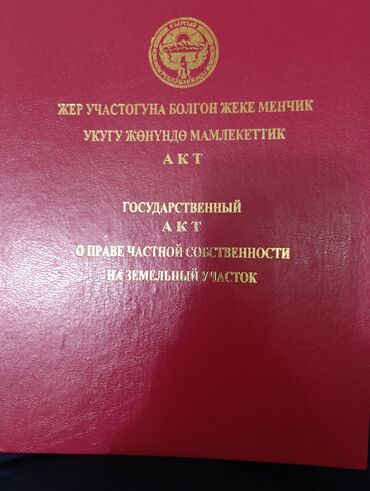 ЖЕР УЧАСТОГУНА БОЛГОН ЖЕКЕ МЕНЧИК
УКУГУ ЖӨНҮНДӨ МАМЛЕКЕТТИК
АКТ
ГОСУДАРСТВЕННЫЙ
АКТ
О ПРАВЕ ЧАСТНОЙ СОБСТВЕННОСТИ
НА ЗЕМЕЛЬНЫЙ УЧАСТОК